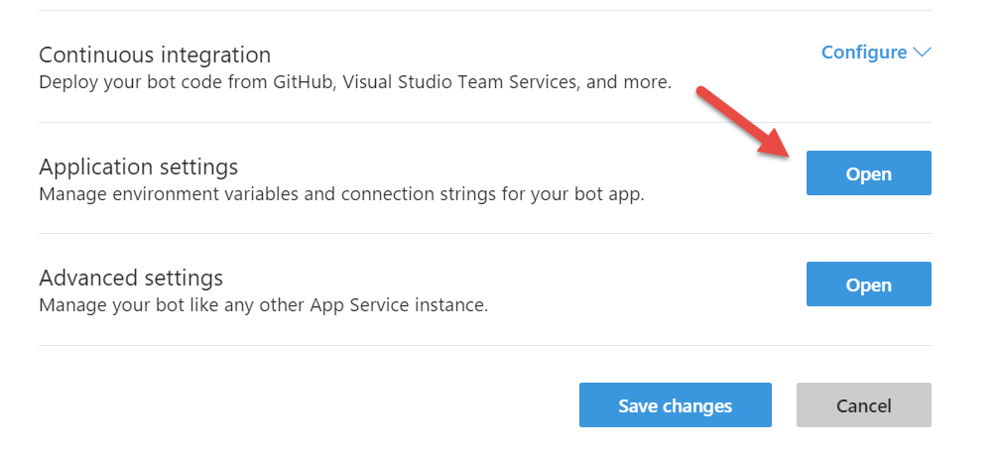 Continuous integration
Configure
Deploy your bot code from GitHub, Visual Studio Team Services, and more.
Application settings
Manage environment variables and connection strings for your bot app.
Open
Advanced settings
Manage your bot like any other App Service instance.
Open
Save changes
Cancel